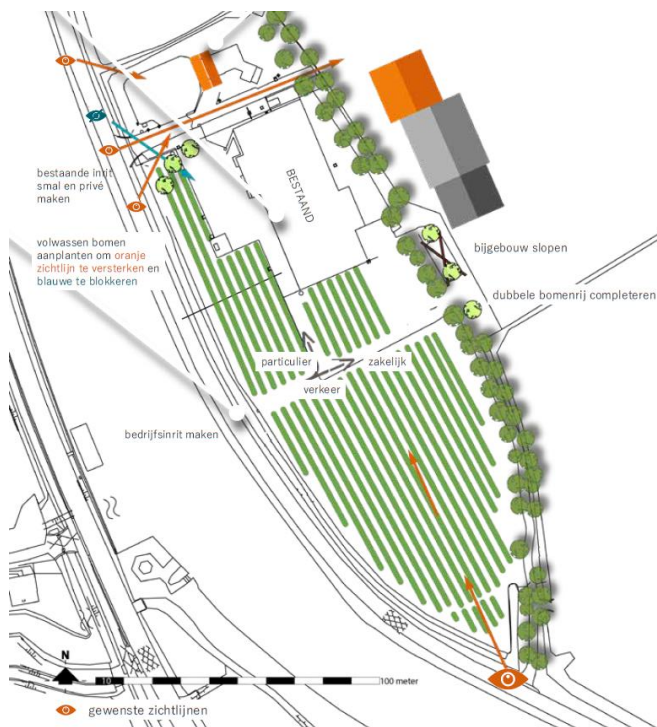 bestaande inrit
smal en privé
maken
volwassen bomen
aanplanten om oranje
zichtlijn te versterken en
blauwe te blokkeren
BESTAAND
bijgebouw slopen
dubbele bomenrij completeren
particulier
zakelijk
verkeer
bedrijfsinrit maken
N
10
100 meter
gewenste zichtlijnen